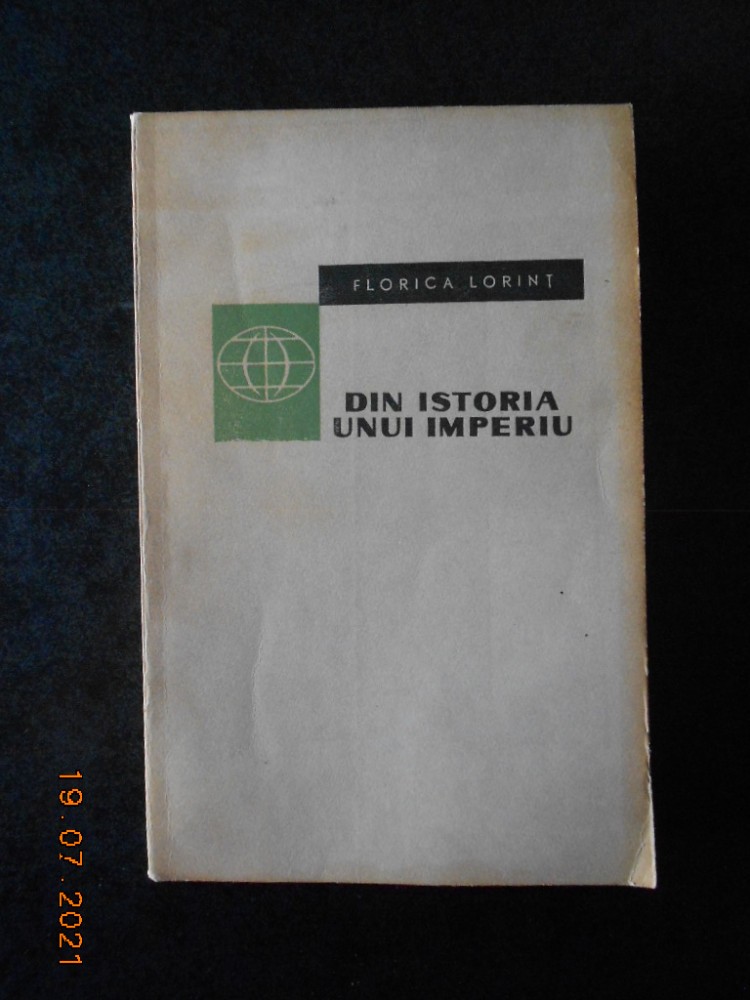 FLORICA LORINȚ
DIN ISTORIA
UNUI IMPERIU
19.07.2021